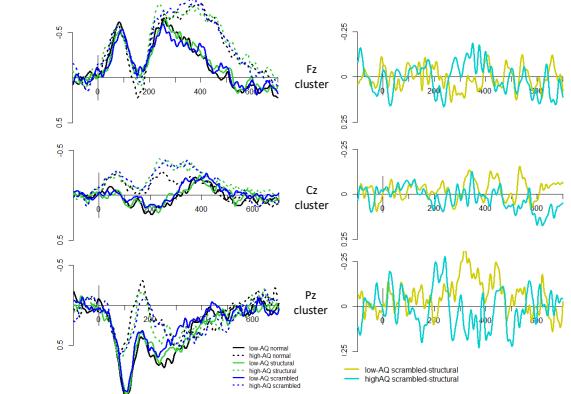 -0.5
0.5
0 200 400 600
Fz
cluster
-0.25
0
0.25
0 200 400 600
-0.5
0.5
0 400 600
Cz
cluster
-0.25
0
0.25
0 200 400 600
-0.5
0.5
0 200 600
Pz
cluster
-0.25
0
25
0 200 400 600
low-AQ normal
high-AQ normal
low-AQ structural
high-AQ structural
low-AQ scrambled
high-AQ scrambled
low-AQ scrambled-structural
highAQ scrambled-structural